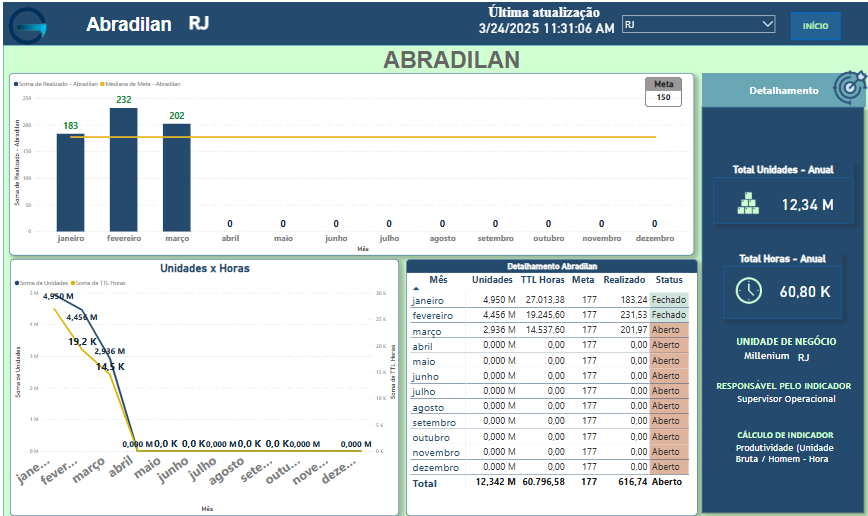 Abradilan RJ
Última atualização
3/24/2025 11:31:06 AM
RJ
INÍCIO
ABRADILAN
Soma de Realizado - Abradilan Mediana de Meta - Abradilan
Meta
150
Soma de Realizado - Abradilan
250
200
150
100
50
0
183
232
202
0 0 0 0 0 0 0 0 0
janeiro fevereiro março abril maio junho julho agosto setembro outubro novembro dezembro
Mês
Detalhamento
Total Unidades - Anual
12,34 M
Total Horas - Anual
60,80 K
UNIDADE DE NEGÓCIO
Millenium RJ
RESPONSÁVEL PELO INDICADOR
Supervisor Operacional
CÁLCULO DE INDICADOR
Produtividade (Unidade
Bruta / Homem - Hora
Unidades x Horas
Soma de Unidades Soma de TTL Horas
Soma de Unidades
5 M
4 M
3 M
2 M
1 M
0 M
4,950 M
4,456 M
19,2 K
2,936 M
14,5 K
0,000 M 0,0 K 0,0 K 0,000 M 0,0 K 0,0 K 0,000 M 0,000 M
30 K
25 K
20 K
15 K
10 K
5 K
0 K
Soma de TTL Horas
jane... fever... março abril maio junho julho agosto sete... outu... nove... deze...
Mês
Detalhamento Abradilan
Mês Unidades TTL Horas Meta Realizado Status
janeiro 4,950 M 27.013,38 177 183,24 Fechado
fevereiro 4,456 M 19.245,60 177 231,53 Fechado
março 2,936 M 14.537,60 177 201,97 Aberto
abril 0,000 M 0,00 177 0,00 Aberto
maio 0,000 M 0,00 177 0,00 Aberto
junho 0,000 M 0,00 177 0,00 Aberto
julho 0,000 M 0,00 177 0,00 Aberto
agosto 0,000 M 0,00 177 0,00 Aberto
setembro 0,000 M 0,00 177 0,00 Aberto
outubro 0,000 M 0,00 177 0,00 Aberto
novembro 0,000 M 0,00 177 0,00 Aberto
dezembro 0,000 M 0,00 177 0,00 Aberto
Total 12,342 M 60.796,58 177 616,74 Aberto